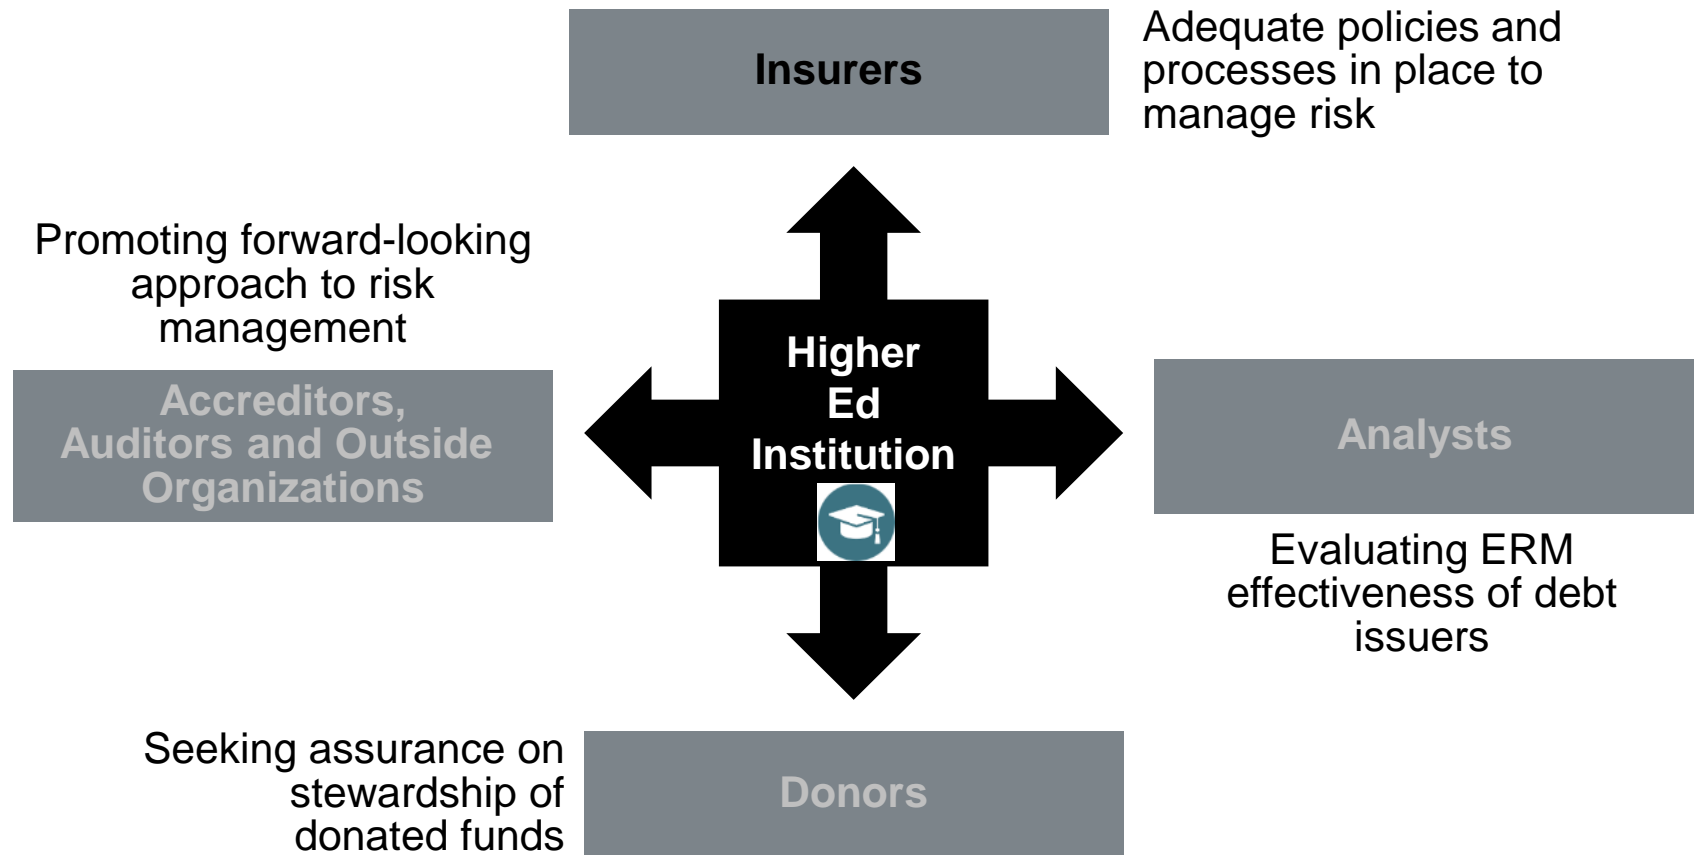 Insurers
Adequate policies and
processes in place to
manage risk
Promoting forward-looking
approach to risk
management
Accreditors,
Auditors and Outside
Organizations
Higher
Ed
Institution
Analysts
Evaluating ERM
effectiveness of debt
issuers
Seeking assurance on
stewardship of
donated funds
Donors